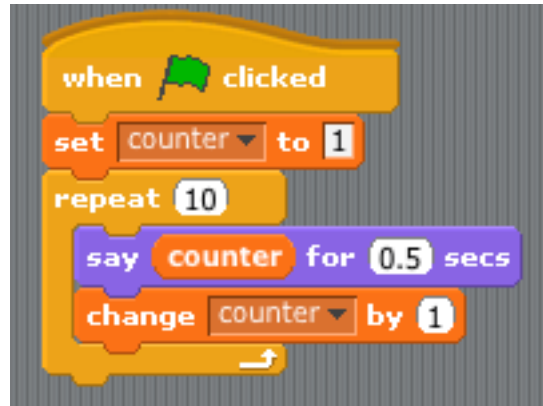 when clicked
set counter to 1
repeat 10
say counter for 0.5 secs
change counter by 1